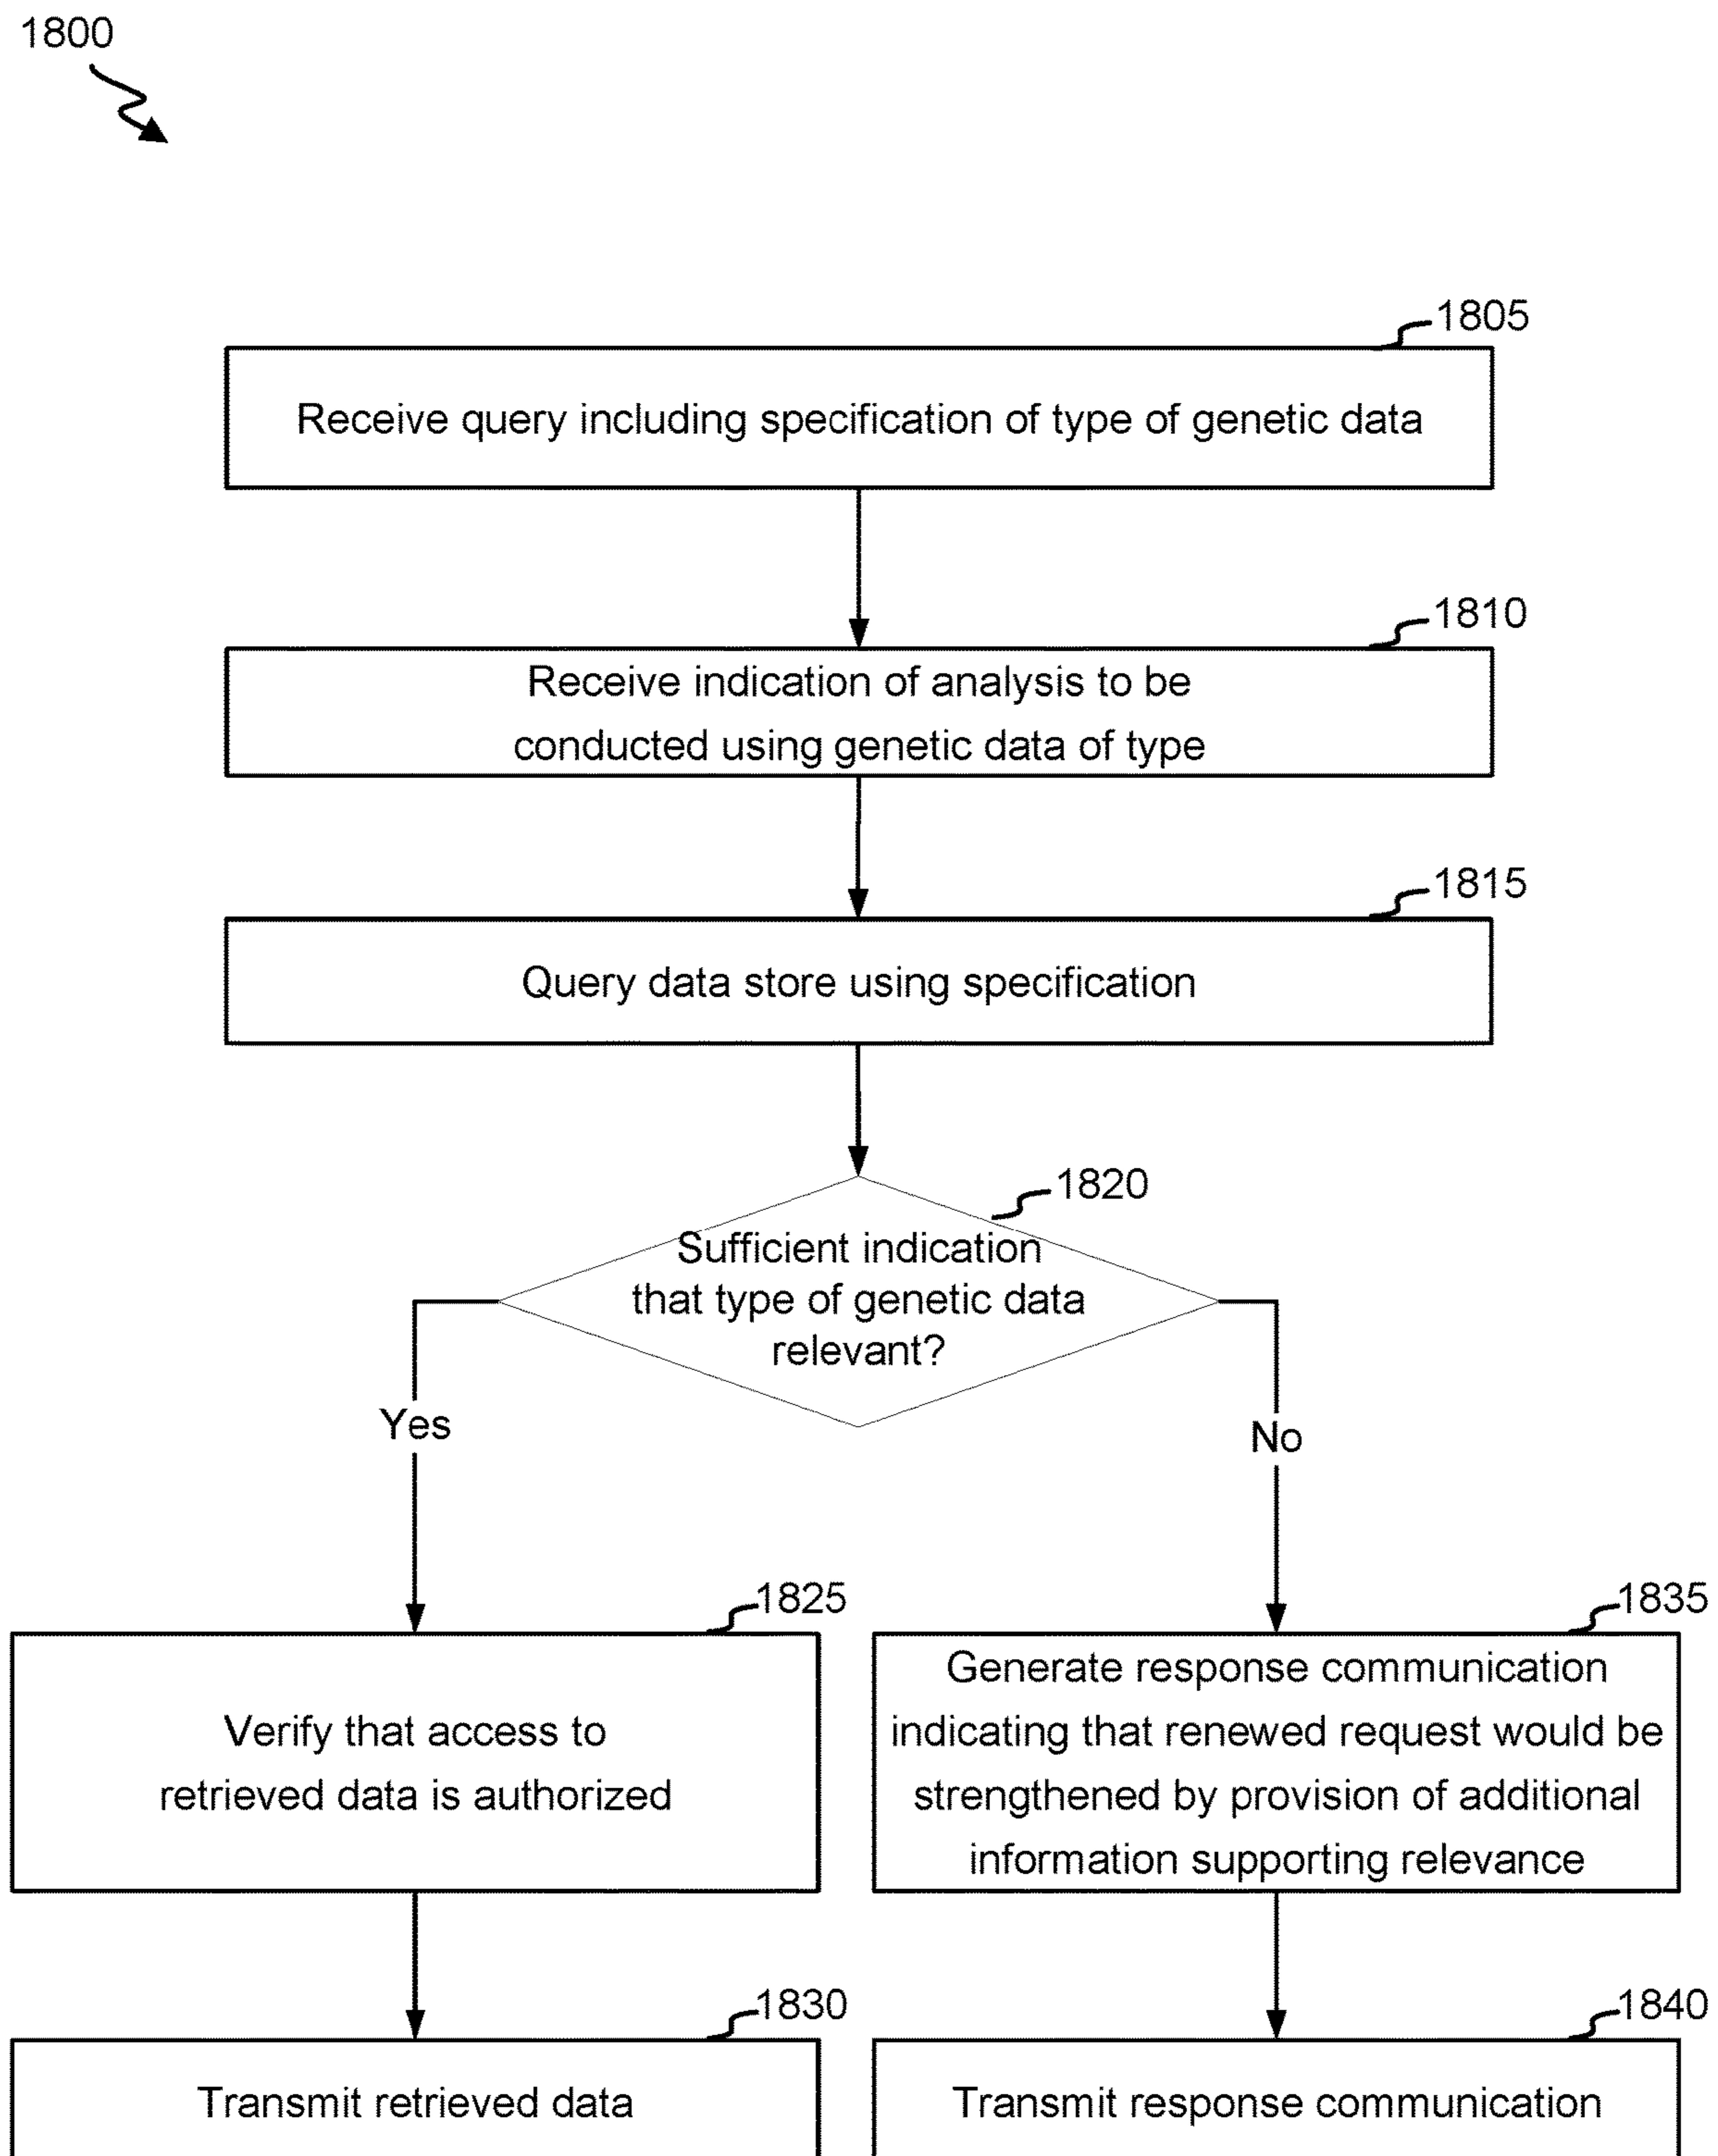 1800
1805
Receive query including specification of type of genetic data
1810
Receive indication of analysis to be
conducted using genetic data of type
1815
Query data store using specification
1820
Sufficient indication
that type of genetic data
relevant?
Yes
No
1825
Verify that access to
retrieved data is authorized
1835
Generate response communication
indicating that renewed request would be
strengthened by provision of additional
information supporting relevance
1830
Transmit retrieved data
1840
Transmit response communication